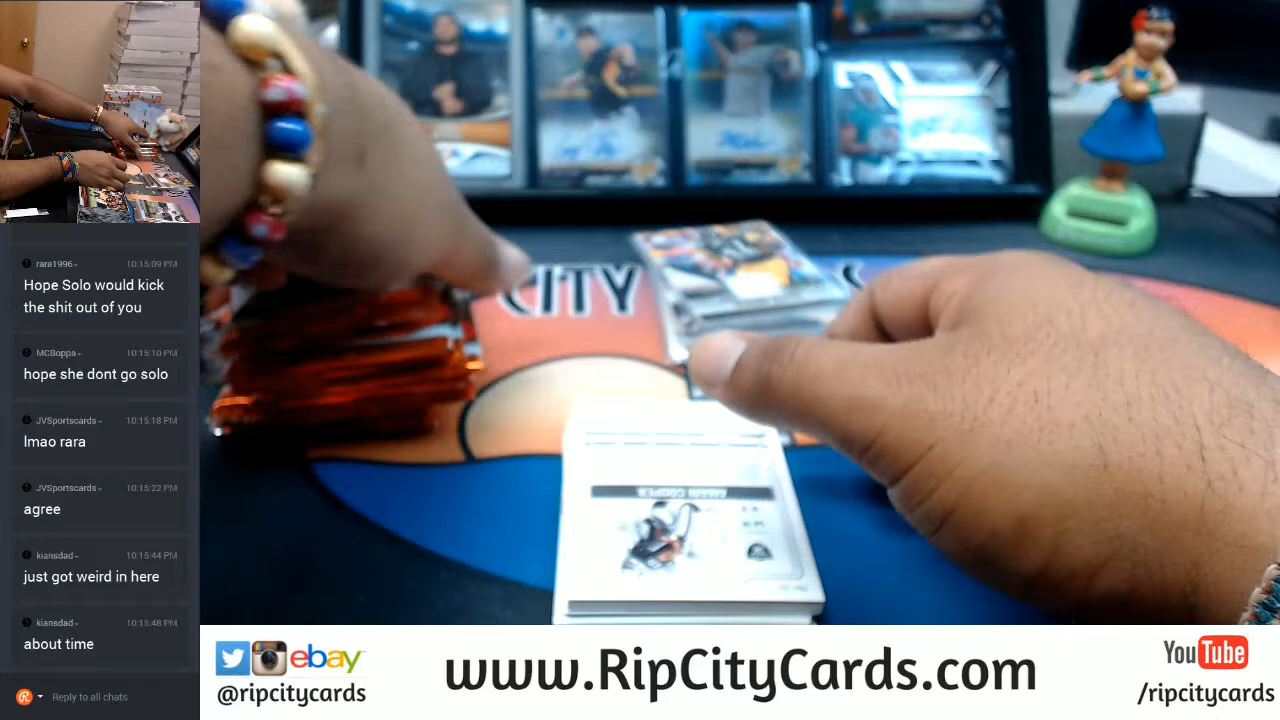 rara1996
10:15:09 PM
Hope Solo would kick
the shit out of you
MCBoppa
10:15:10 PM
hope she dont go solo
JVSportscards
10:15:18 PM
lmao rara
JVSportscards
10:15:22 PM
agree
kiansdad
10:15:44 PM
just got weird in here
kiansdad
10:15:48 PM
about time
Reply to all chats
CITY
S
AMARI COOPER
ebay
@ripcitycards
www.RipCityCards.com
YouTube
/ripcitycards